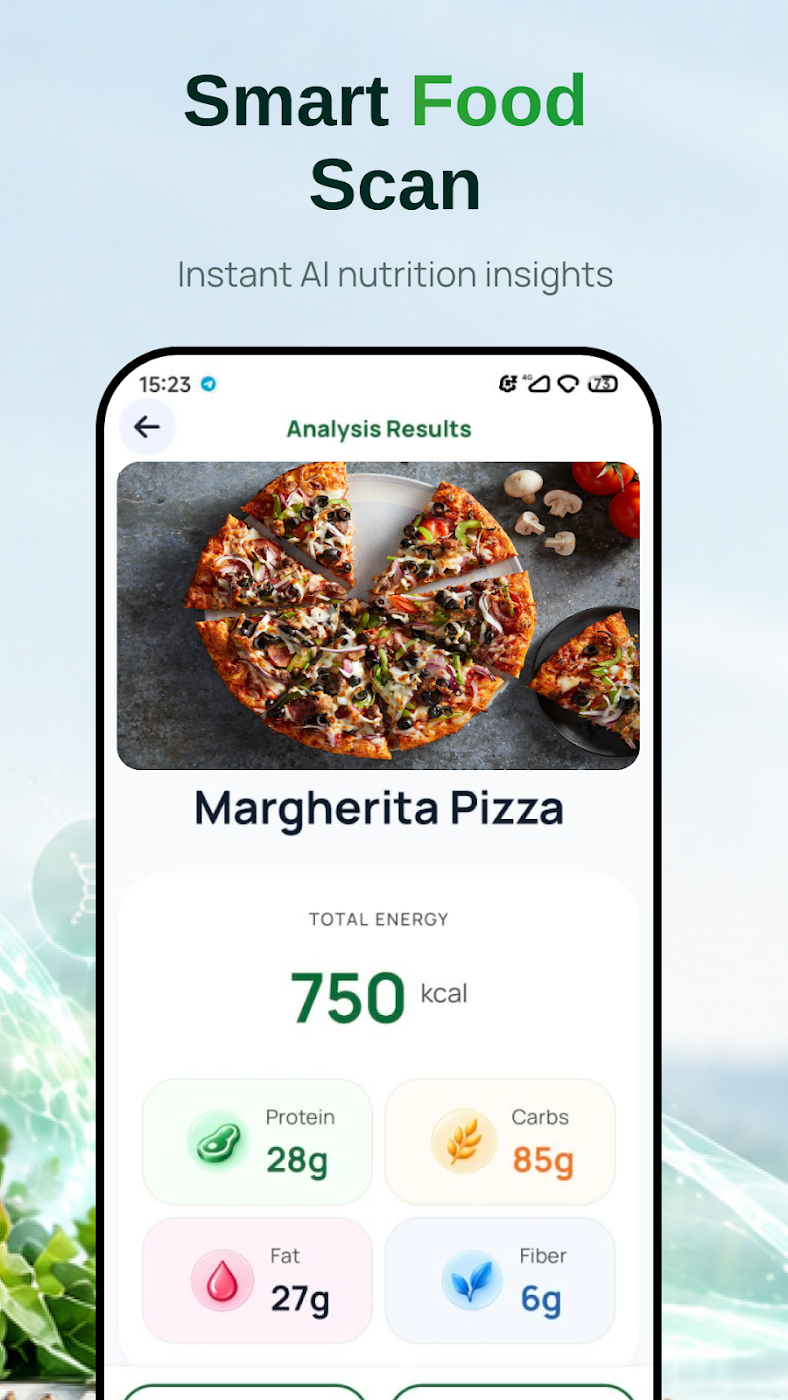 Smart Food
Scan
Instant AI nutrition insights
15:23
4G
73
Analysis Results
Margherita Pizza
TOTAL ENERGY
750 kcal
Protein
28g
Carbs
85g
Fat
27g
Fiber
6g